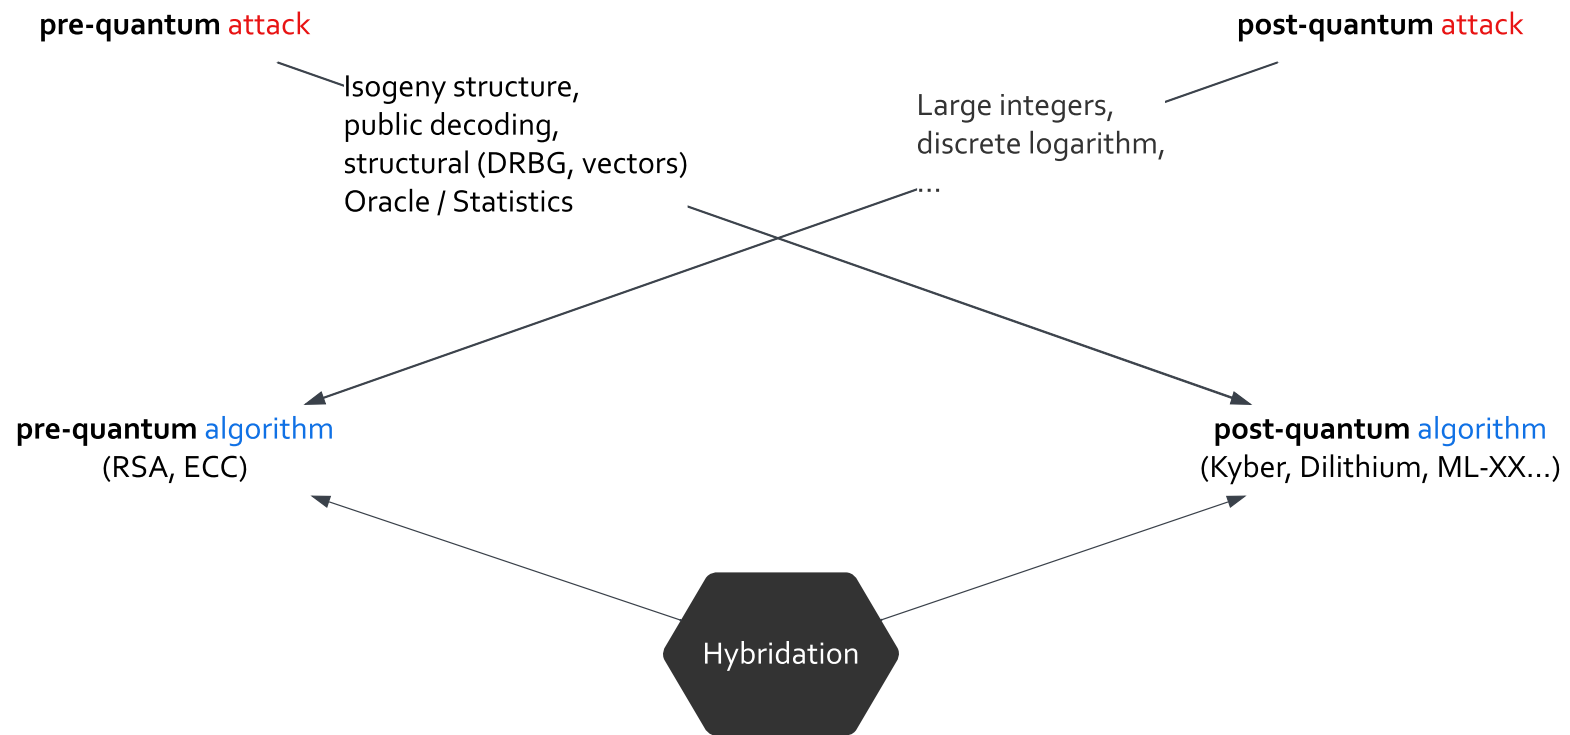 pre-quantum attack
post-quantum attack
Isogeny structure,
public decoding,
structural (DRBG, vectors)
Oracle / Statistics
Large integers,
discrete logarithm,
...
pre-quantum algorithm
(RSA, ECC)
post-quantum algorithm
(Kyber, Dilithium, ML-XX...)
Hybridation